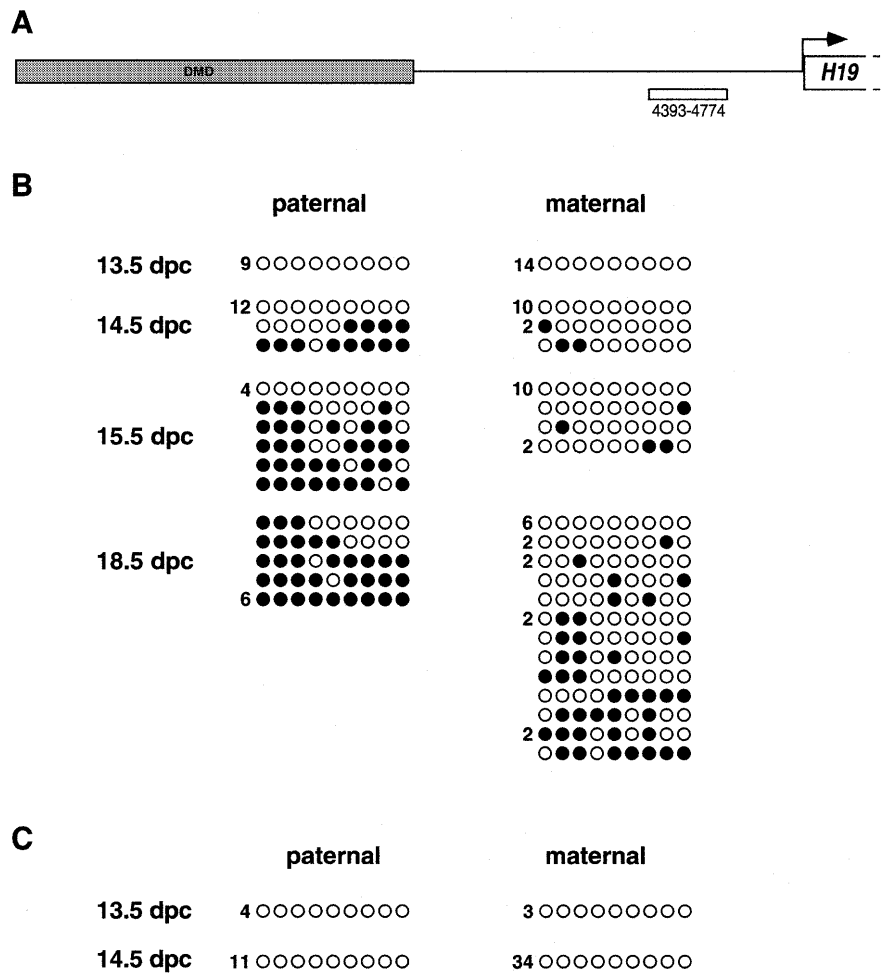 A
DMD
H19
4393-4774
B
paternal maternal
13.5 dpc 9 14
12 10
14.5 dpc 2
4 10
15.5 dpc 2
6
2
18.5 dpc 2
6 2
2
C
paternal maternal
13.5 dpc 4 3
14.5 dpc 11 34